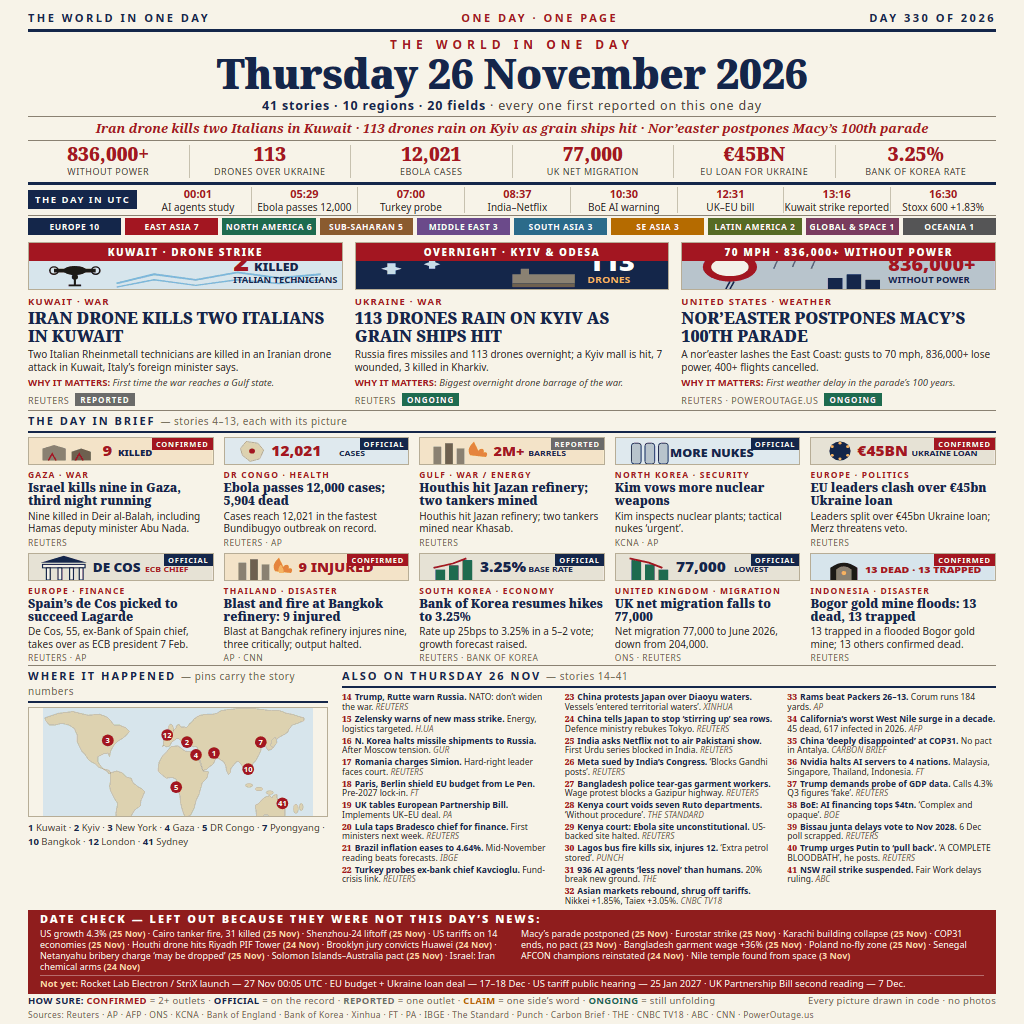 THE WORLD IN ONE DAY
ONE DAY · ONE PAGE
DAY 330 OF 2026
THE WORLD IN ONE DAY
Thursday 26 November 2026
41 stories · 10 regions · 20 fields · every one first reported on this one day
Iran drone kills two Italians in Kuwait · 113 drones rain on Kyiv as grain ships hit · Nor’easter postpones Macy’s 100th parade
836,000+
WITHOUT POWER
113
DRONES OVER UKRAINE
12,021
EBOLA CASES
77,000
UK NET MIGRATION
€45BN
EU LOAN FOR UKRAINE
3.25%
BANK OF KOREA RATE
THE DAY IN UTC
00:01
AI agents study
05:29
Ebola passes 12,000
07:00
Turkey probe
08:37
India–Netflix
10:30
BoE AI warning
12:31
UK–EU bill
13:16
Kuwait strike reported
16:30
Stoxx 600 +1.83%
EUROPE 10
EAST ASIA 7
NORTH AMERICA 6
SUB-SAHARAN 5
MIDDLE EAST 3
SOUTH ASIA 3
SE ASIA 3
LATIN AMERICA 2
GLOBAL & SPACE 1
OCEANIA 1
KUWAIT · DRONE STRIKE
2 KILLED
ITALIAN TECHNICIANS
KUWAIT · WAR
IRAN DRONE KILLS TWO ITALIANS
IN KUWAIT
Two Italian Rheinmetall technicians are killed in an Iranian drone
attack in Kuwait, Italy’s foreign minister says.
WHY IT MATTERS: First time the war reaches a Gulf state.
REUTERS REPORTED
OVERNIGHT · KYIV & ODESA
113
DRONES
UKRAINE · WAR
113 DRONES RAIN ON KYIV AS
GRAIN SHIPS HIT
Russia fires missiles and 113 drones overnight; a Kyiv mall is hit, 7
wounded, 3 killed in Kharkiv.
WHY IT MATTERS: Biggest overnight drone barrage of the war.
REUTERS ONGOING
70 MPH · 836,000+ WITHOUT POWER
836,000+
WITHOUT POWER
UNITED STATES · WEATHER
NOR’EASTER POSTPONES MACY’S
100TH PARADE
A nor’easter lashes the East Coast: gusts to 70 mph, 836,000+ lose
power, 400+ flights cancelled.
WHY IT MATTERS: First weather delay in the parade’s 100 years.
REUTERS · POWEROUTAGE.US ONGOING
THE DAY IN BRIEF — stories 4–13, each with its picture
CONFIRMED
9 KILLED
GAZA · WAR
Israel kills nine in Gaza,
third night running
Nine killed in Deir al-Balah, including
Hamas deputy minister Abu Nada.
REUTERS
OFFICIAL
12,021 CASES
DR CONGO · HEALTH
Ebola passes 12,000 cases;
5,904 dead
Cases reach 12,021 in the fastest
Bundibugyo outbreak on record.
REUTERS · AP
REPORTED
2M+ BARRELS
GULF · WAR / ENERGY
Houthis hit Jazan refinery;
two tankers mined
Houthis hit Jazan refinery; two tankers
mined near Khasab.
REUTERS
OFFICIAL
MORE NUKES
NORTH KOREA · SECURITY
Kim vows more nuclear
weapons
Kim inspects nuclear plants; tactical
nukes ‘urgent’.
KCNA · AP
CONFIRMED
€45BN UKRAINE LOAN
EUROPE · POLITICS
EU leaders clash over €45bn
Ukraine loan
Leaders split over €45bn Ukraine loan;
Merz threatens veto.
REUTERS
OFFICIAL
DE COS ECB CHIEF
EUROPE · FINANCE
Spain’s de Cos picked to
succeed Lagarde
De Cos, 55, ex-Bank of Spain chief,
takes over as ECB president 7 Feb.
REUTERS · AP
CONFIRMED
9 INJURED
THAILAND · DISASTER
Blast and fire at Bangkok
refinery: 9 injured
Blast at Bangchak refinery injures nine,
three critically; output halted.
AP · CNN
OFFICIAL
3.25% BASE RATE
SOUTH KOREA · ECONOMY
Bank of Korea resumes hikes
to 3.25%
Rate up 25bps to 3.25% in a 5–2 vote;
growth forecast raised.
REUTERS · BANK OF KOREA
OFFICIAL
77,000 LOWEST
UNITED KINGDOM · MIGRATION
UK net migration falls to
77,000
Net migration 77,000 to June 2026,
down from 204,000.
ONS · REUTERS
CONFIRMED
13 DEAD · 13 TRAPPED
INDONESIA · DISASTER
Bogor gold mine floods: 13
dead, 13 trapped
13 trapped in a flooded Bogor gold
mine; 13 others confirmed dead.
REUTERS
WHERE IT HAPPENED — pins carry the story
numbers
3
12
2
4
1
7
10
5
41
1 Kuwait · 2 Kyiv · 3 New York · 4 Gaza · 5 DR Congo · 7 Pyongyang ·
10 Bangkok · 12 London · 41 Sydney
ALSO ON THURSDAY 26 NOV — stories 14–41
14 Trump, Rutte warn Russia. NATO: don’t widen
the war. REUTERS
15 Zelensky warns of new mass strike. Energy,
logistics targeted. H.UA
16 N. Korea halts missile shipments to Russia.
After Moscow tension. GUR
17 Romania charges Simion. Hard-right leader
faces court. REUTERS
18 Paris, Berlin shield EU budget from Le Pen.
Pre-2027 lock-in. FT
19 UK tables European Partnership Bill.
Implements UK–EU deal. PA
20 Lula taps Bradesco chief for finance. First
ministers next week. REUTERS
21 Brazil inflation eases to 4.64%. Mid-November
reading beats forecasts. IBGE
22 Turkey probes ex-bank chief Kavcioglu. Fund-
crisis link. REUTERS
23 China protests Japan over Diaoyu waters.
Vessels ‘entered territorial waters’. XINHUA
24 China tells Japan to stop ‘stirring up’ sea rows.
Defence ministry rebukes Tokyo. REUTERS
25 India asks Netflix not to air Pakistani show.
First Urdu series blocked in India. REUTERS
26 Meta sued by India’s Congress. ‘Blocks Gandhi
posts’. REUTERS
27 Bangladesh police tear-gas garment workers.
Wage protest blocks a Gazipur highway. REUTERS
28 Kenya court voids seven Ruto departments.
‘Without procedure’. THE STANDARD
29 Kenya court: Ebola site unconstitutional. US-
backed site halted. REUTERS
30 Lagos bus fire kills six, injures 12. ‘Extra petrol
stored’. PUNCH
31 936 AI agents ‘less novel’ than humans. 20%
break new ground. THE
32 Asian markets rebound, shrug off tariffs.
Nikkei +1.85%, Taiex +3.05%. CNBC TV18
33 Rams beat Packers 26–13. Corum runs 184
yards. AP
34 California’s worst West Nile surge in a decade.
45 dead, 617 infected in 2026. AFP
35 China ‘deeply disappointed’ at COP31. No pact
in Antalya. CARBON BRIEF
36 Nvidia halts AI servers to 4 nations. Malaysia,
Singapore, Thailand, Indonesia. FT
37 Trump demands probe of GDP data. Calls 4.3%
Q3 figures ‘fake’. REUTERS
38 BoE: AI financing tops $4tn. ‘Complex and
opaque’. BOE
39 Bissau junta delays vote to Nov 2028. 6 Dec
poll scrapped. REUTERS
40 Trump urges Putin to ‘pull back’. ‘A COMPLETE
BLOODBATH’, he posts. REUTERS
41 NSW rail strike suspended. Fair Work delays
ruling. ABC
DATE CHECK — LEFT OUT BECAUSE THEY WERE NOT THIS DAY’S NEWS:
US growth 4.3% (25 Nov) · Cairo tanker fire, 31 killed (25 Nov) · Shenzhou-24 liftoff (25 Nov) · US tariffs on 14
economies (25 Nov) · Houthi drone hits Riyadh PIF Tower (24 Nov) · Brooklyn jury convicts Huawei (24 Nov) ·
Netanyahu bribery charge ‘may be dropped’ (25 Nov) · Solomon Islands–Australia pact (25 Nov) · Israel: Iran
chemical arms (24 Nov)
Macy’s parade postponed (25 Nov) · Eurostar strike (25 Nov) · Karachi building collapse (25 Nov) · COP31
ends, no pact (23 Nov) · Bangladesh garment wage +36% (25 Nov) · Poland no-fly zone (25 Nov) · Senegal
AFCON champions reinstated (24 Nov) · Nile temple found from space (3 Nov)
Not yet: Rocket Lab Electron / StriX launch — 27 Nov 00:05 UTC · EU budget + Ukraine loan deal — 17–18 Dec · US tariff public hearing — 25 Jan 2027 · UK Partnership Bill second reading — 7 Dec.
HOW SURE: CONFIRMED = 2+ outlets · OFFICIAL = on the record · REPORTED = one outlet · CLAIM = one side’s word · ONGOING = still unfolding
Every picture drawn in code · no photos
Sources: Reuters · AP · AFP · ONS · KCNA · Bank of England · Bank of Korea · Xinhua · FT · PA · IBGE · The Standard · Punch · Carbon Brief · THE · CNBC TV18 · ABC · CNN · PowerOutage.us